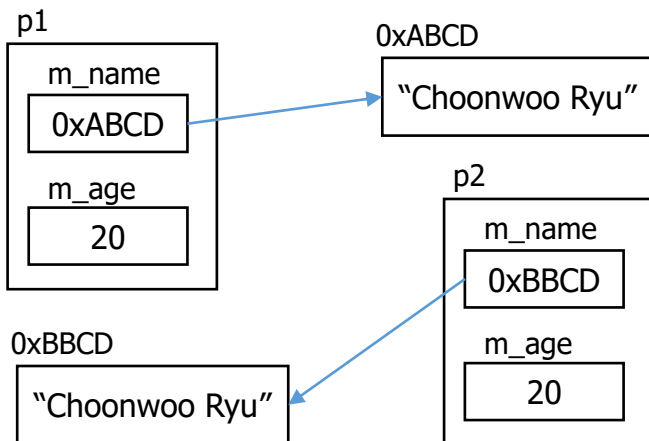 p1
m_name
0xABCD
m_age
20
0xABCD
“Choonwoo Ryu”
p2
m_name
0xBBCD
m_age
20
0xBBCD
“Choonwoo Ryu”